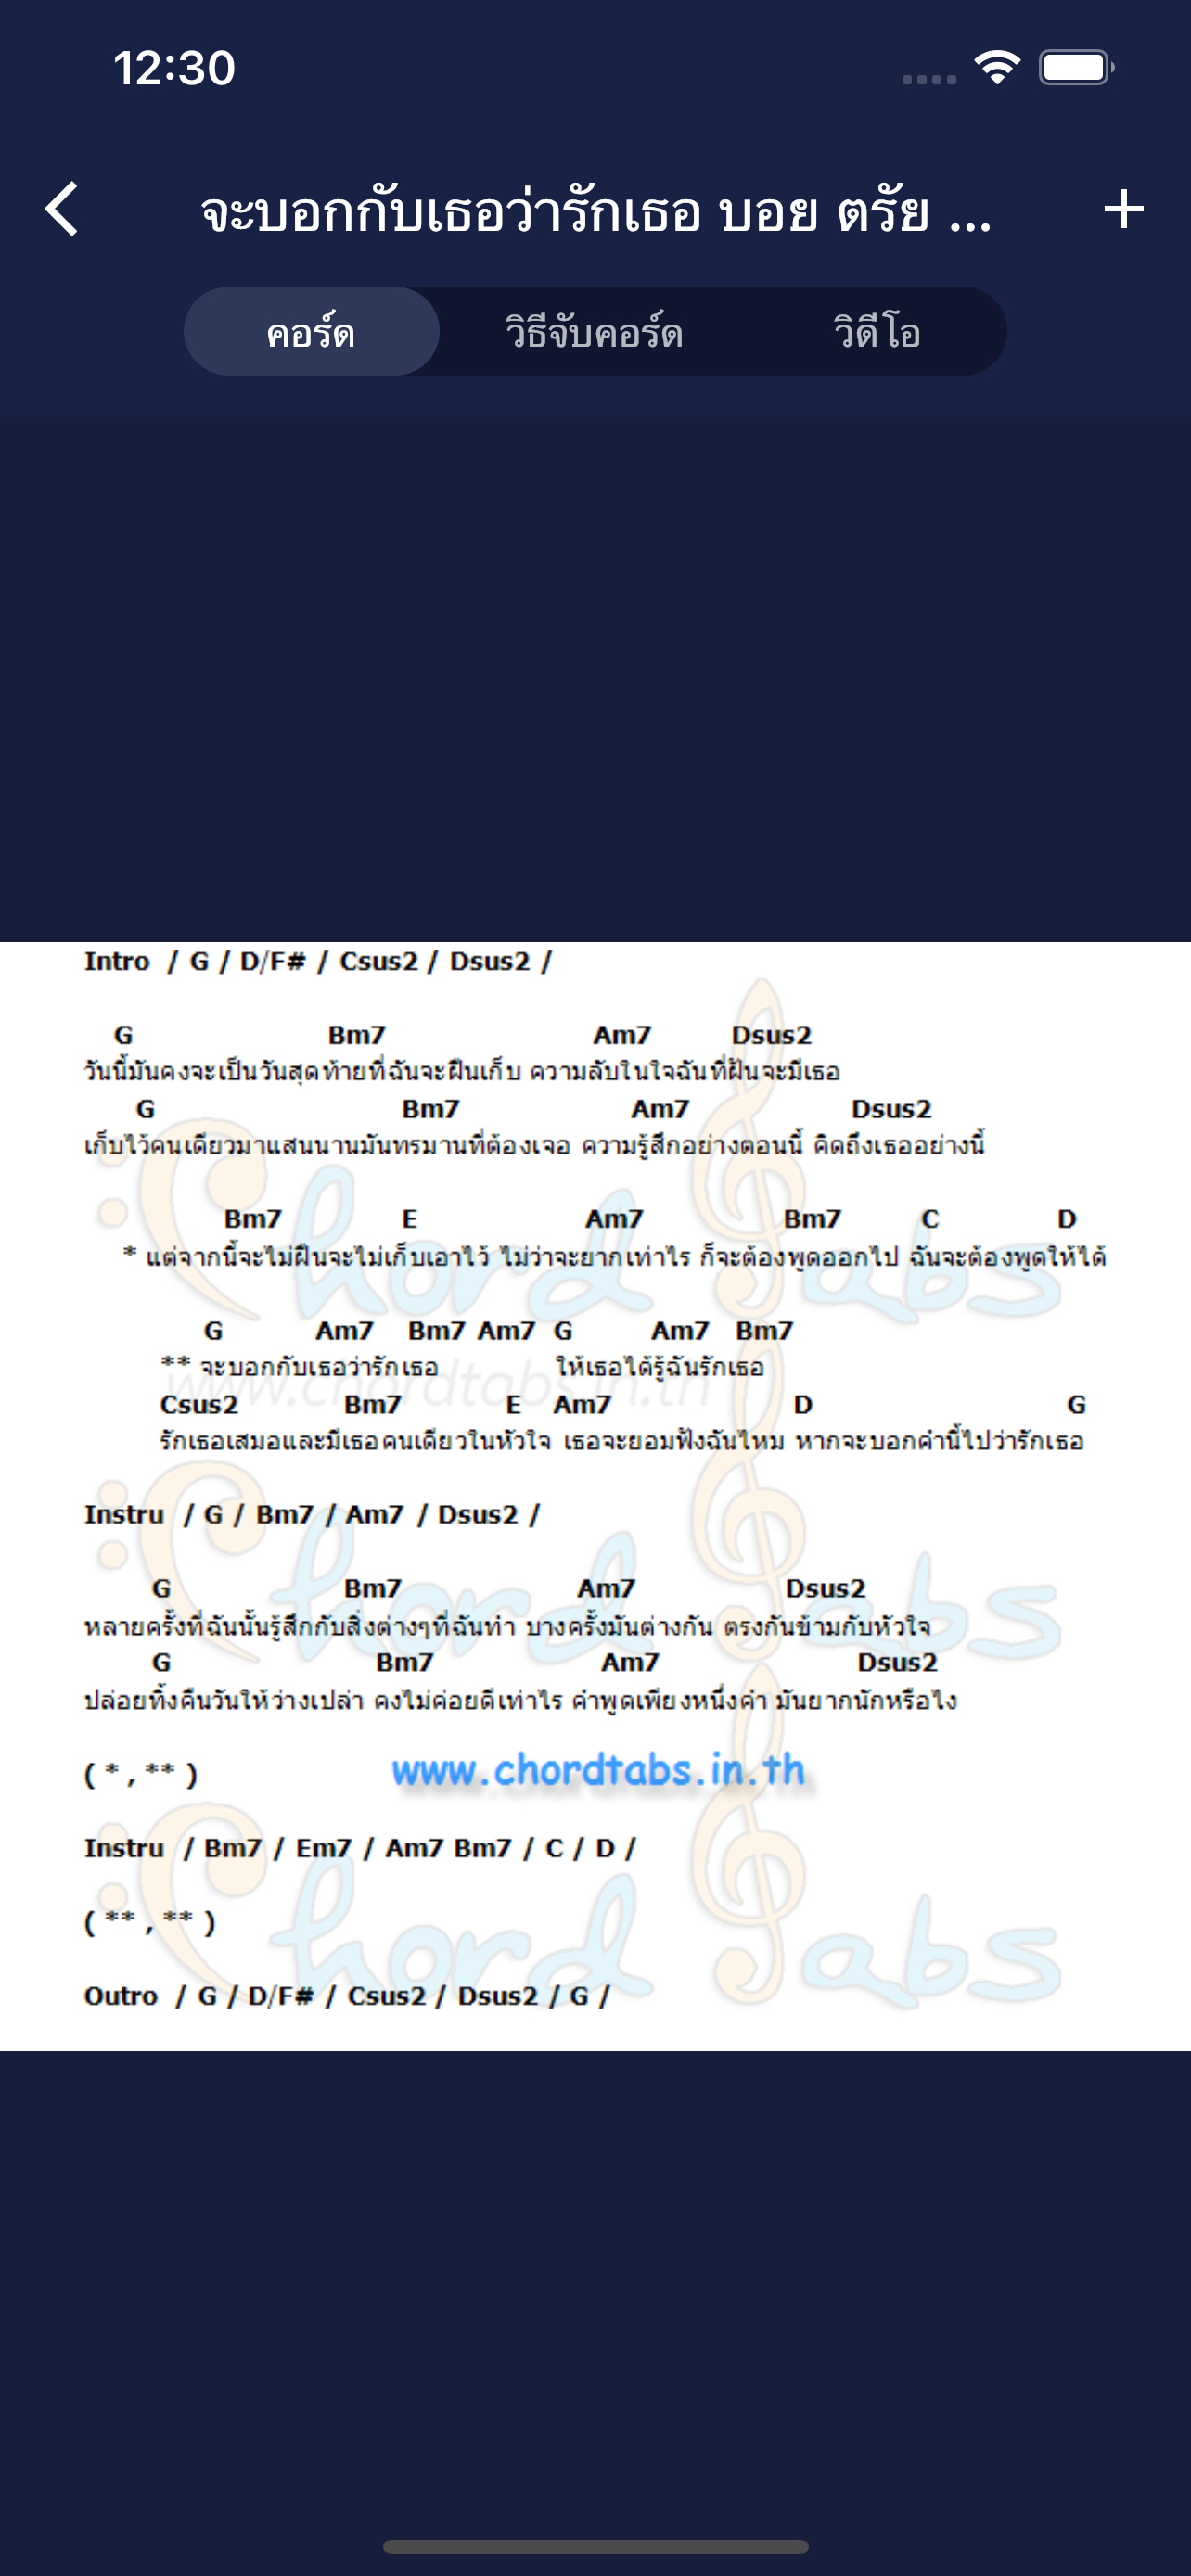 12:30
จะบอกกับเธอว่ารักเธอ บอย ตรัย ...
คอร์ด วิธีจับคอร์ด วิดีโอ
Intro / G / D/F# / Csus2 / Dsus2 /
G Bm7 Am7 Dsus2
วันนี้มันคงจะเป็นวันสุดท้ายที่ฉันจะฝืนเก็บ ความลับในใจฉันที่ฝันจะมีเธอ
G Bm7 Am7 Dsus2
เก็บไว้คนเดียวมาแสนนานมันทรมานที่ต้องเจอ ความรู้สึกอย่างตอนนี้ คิดถึงเธออย่างนี้
Bm7 E Am7 Bm7 C D
* แต่จากนี้จะไม่ฝืนจะไม่เก็บเอาไว้ ไม่ว่าจะยากเท่าไร ก็จะต้องพูดออกไป ฉันจะต้องพูดให้ได้
G Am7 Bm7 Am7 G Am7 Bm7
** จะบอกกับเธอว่ารักเธอ ให้เธอได้รู้ฉันรักเธอ
www.chordtabs.in.th
Csus2 Bm7 E Am7 D G
รักเธอเสมอและมีเธอคนเดียวในหัวใจ เธอจะยอมฟังฉันไหม หากจะบอกคำนี้ไปว่ารักเธอ
Instru / G / Bm7 / Am7 / Dsus2 /
G Bm7 Am7 Dsus2
หลายครั้งที่ฉันนั้นรู้สึกกับสิ่งต่างๆที่ฉันทำ บางครั้งมันต่างกัน ตรงกันข้ามกับหัวใจ
G Bm7 Am7 Dsus2
ปล่อยทิ้งคืนวันให้ว่างเปล่า คงไม่ค่อยดีเท่าไร คำพูดเพียงหนึ่งคำ มันยากนักหรือไง
( * , ** ) www.chordtabs.in.th
Instru / Bm7 / Em7 / Am7 Bm7 / C / D /
( ** , ** )
Outro / G / D/F# / Csus2 / Dsus2 / G /
Chord Tabs
Chord Tabs
Chord Tabs